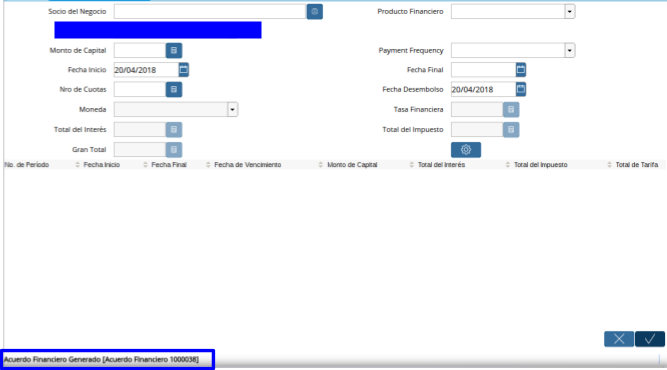 Socio del Negocio Producto Financiero
Monto de Capital Payment Frequency
Fecha Inicio 20/04/2018 Fecha Final
Nro de Cuotas Fecha Desembolso 20/04/2018
Moneda Tasa Financiera
Total del Interés Total del Impuesto
Gran Total
No. de Período Fecha Inicio Fecha Final Fecha de Vencimiento Monto de Capital Total del Interés Total del Impuesto Total de Tarifa
Acuerdo Financiero Generado [Acuerdo Financiero 1000038]